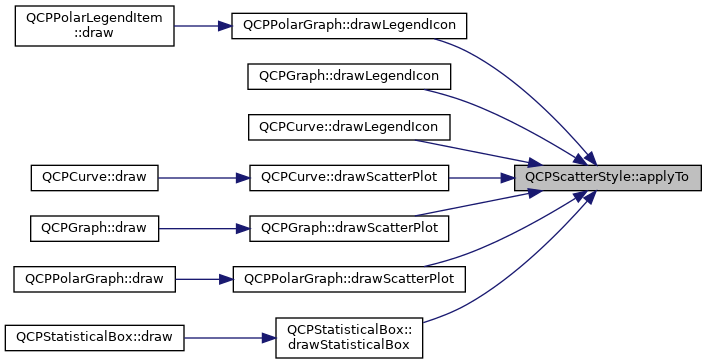 QCPPolarLegendItem
::draw
QCPPolarGraph::drawLegendIcon
QCPGraph::drawLegendIcon
QCPCurve::drawLegendIcon
QCPCurve::draw
QCPCurve::drawScatterPlot
QCPScatterStyle::applyTo
QCPGraph::draw
QCPGraph::drawScatterPlot
QCPPolarGraph::draw
QCPPolarGraph::drawScatterPlot
QCPStatisticalBox::draw
QCPStatisticalBox::
drawStatisticalBox